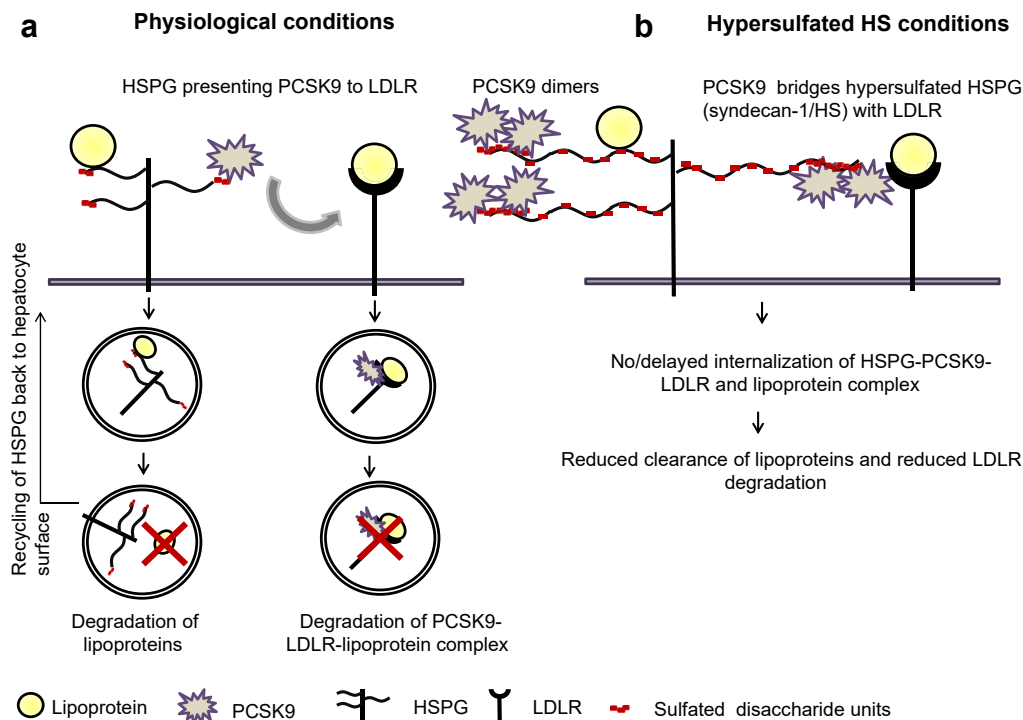 a
Physiological conditions
b
Hypersulfated HS conditions
HSPG presenting PCSK9 to LDLR
PCSK9 dimers
PCSK9 bridges hypersulfated HSPG
(syndecan-1/HS) with LDLR
Recycling of HSPG back to hepatocyte
surface
No/delayed internalization of HSPG-PCSK9-
LDLR and lipoprotein complex
Reduced clearance of lipoproteins and reduced LDLR
degradation
Degradation of
lipoproteins
Degradation of PCSK9-
LDLR-lipoprotein complex
Lipoprotein
PCSK9
HSPG
LDLR
Sulfated disaccharide units